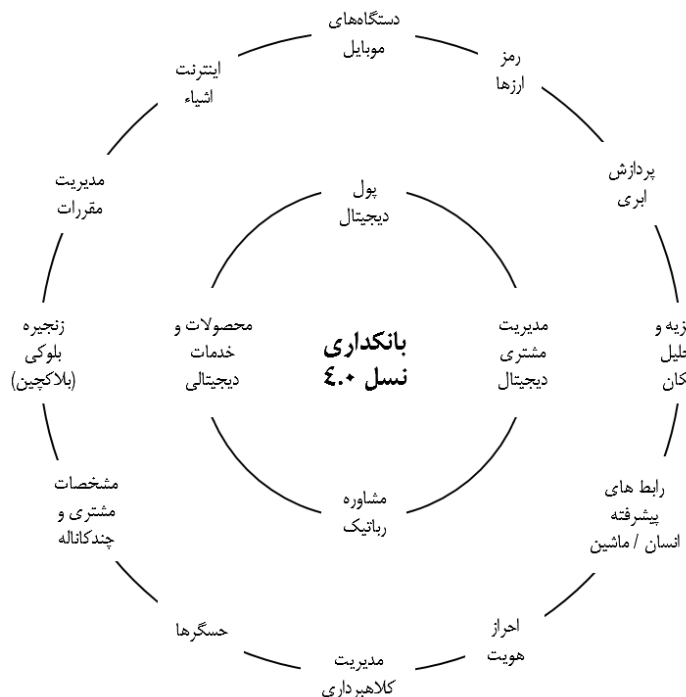 دستگاه‌های
موبایل
رمز
ارزها
پردازش
ابری
رابط های
پیشرفته
انسان / ماشین
احراز
هویت
مدیریت
کلاهبرداری
حسگرها
مشخصات
مشتری و
چندکاناله
زنجیره
بلوکی
(بلاکچین)
مدیریت
مقررات
اینترنت
اشیاء
پول
دیجیتال
مدیریت
مشتری
دیجیتال
مشاوره
رباتیک
محصولات و
خدمات
دیجیتالی
بانکداری
نسل ٤.٠